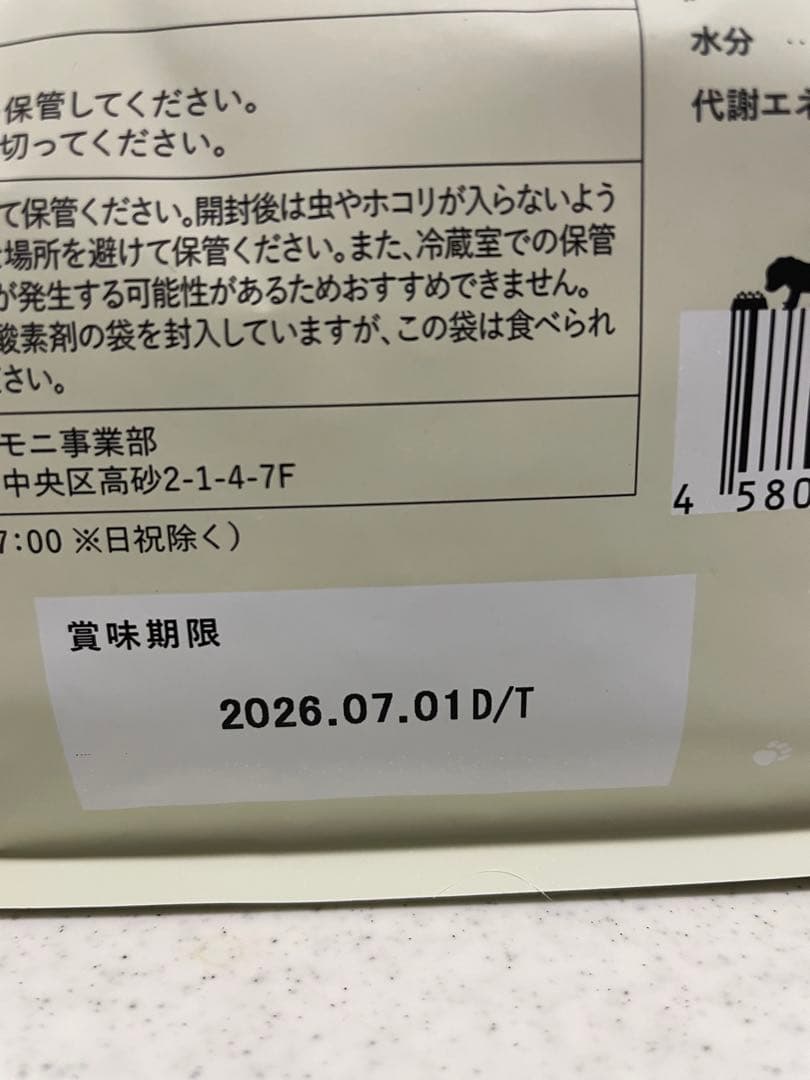 保管してください。
切ってください。
て保管ください。開封後は虫やホコリが入らないよう
場所を避けて保管ください。また、冷蔵室での保管
が発生する可能性があるためおすすめできません。
酸素剤の袋を封入していますが、この袋は食べられ
さい。
モニ事業部
中央区高砂2-1-4-7F
7:00 ※日祝除く)
水分 ‥
代謝エネ
4 580
賞味期限
2026.07.01D/T